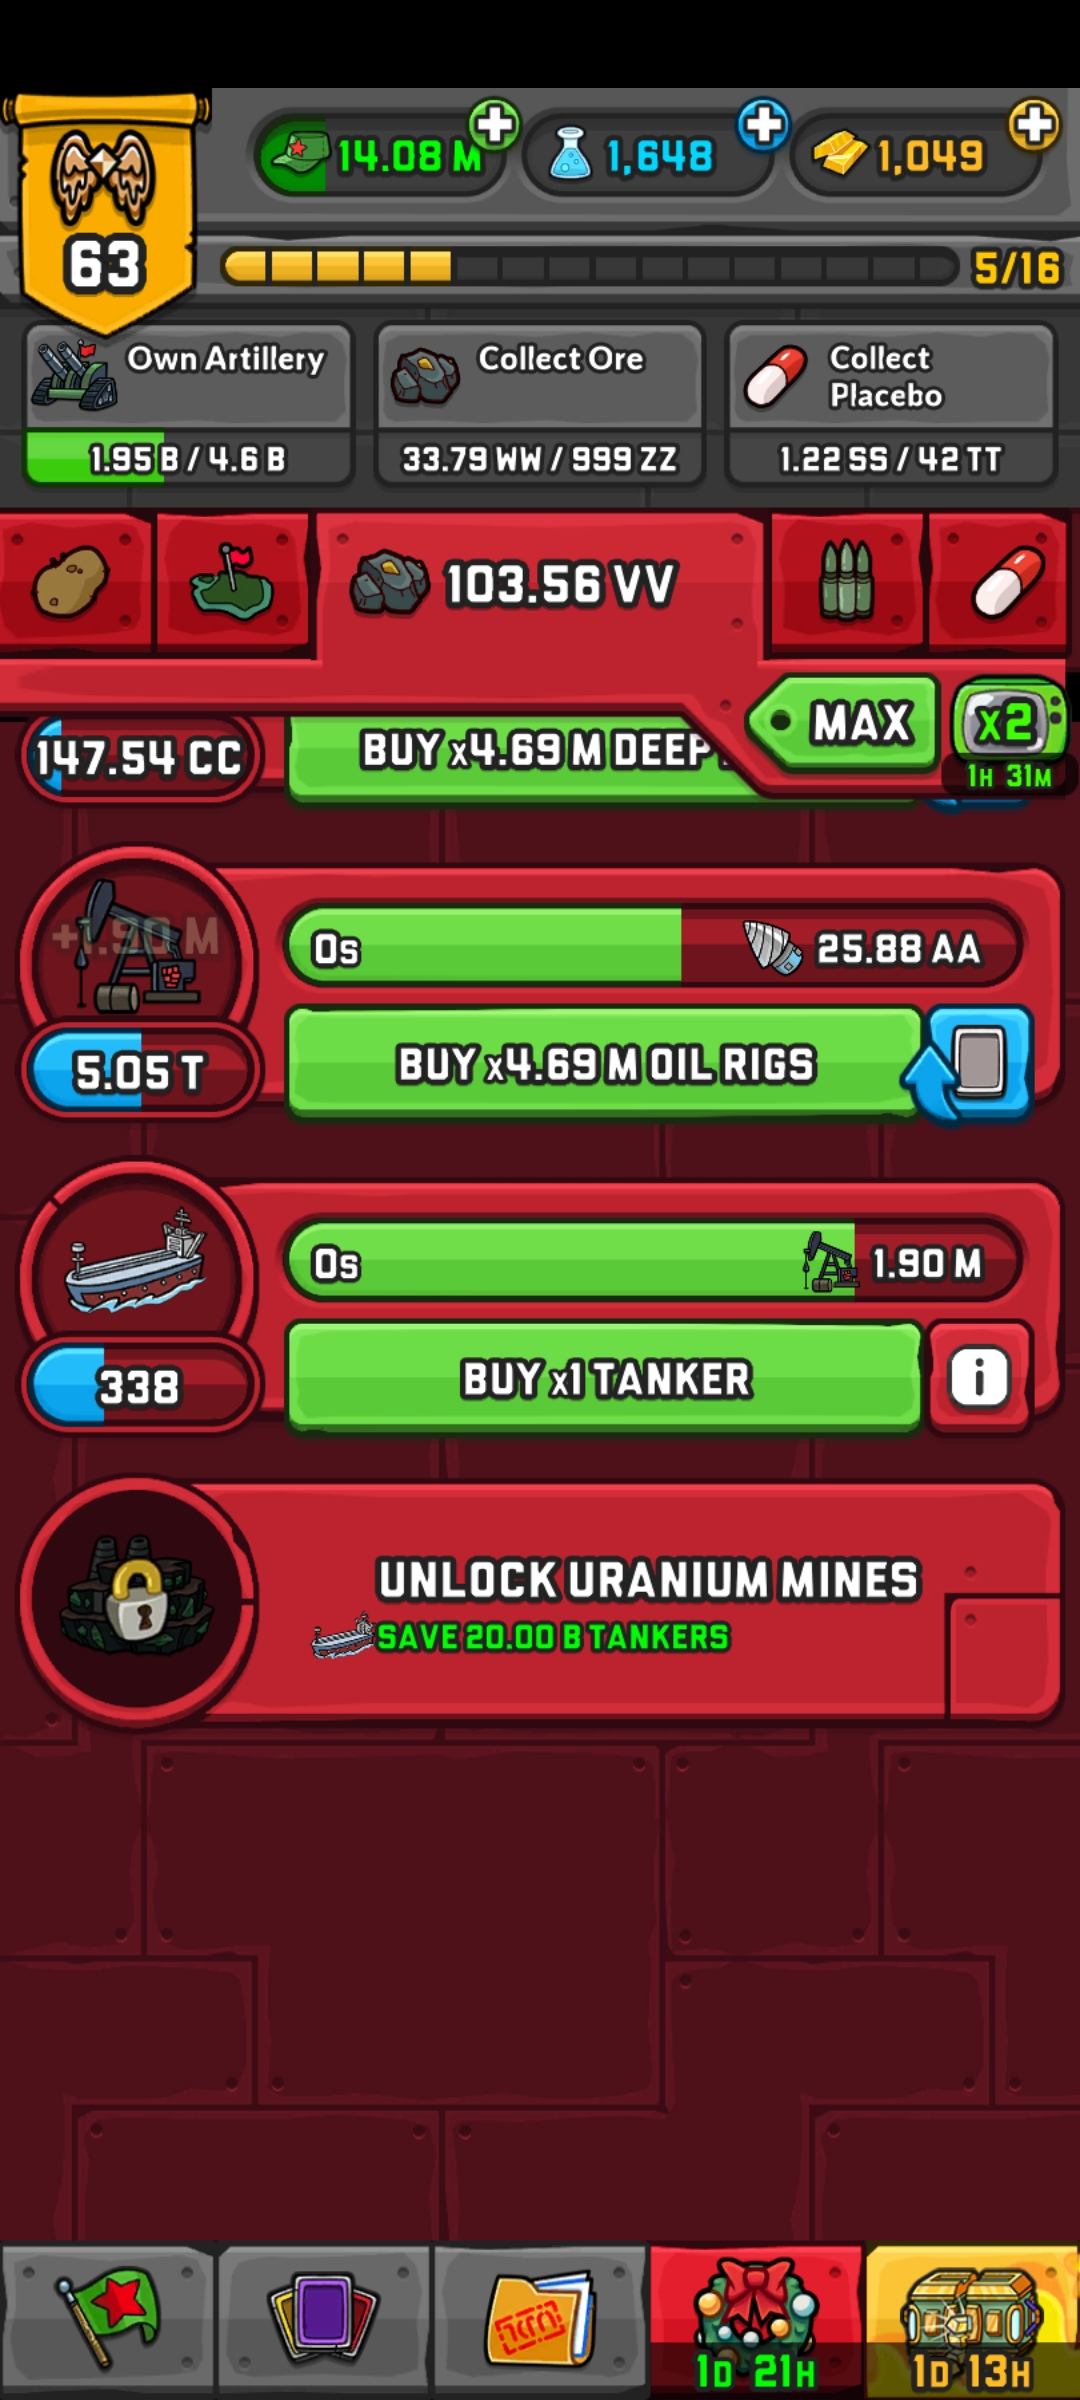 14.08 M
1,648
1,049
63
5/16
Own Artillery
1.95 B / 4.6 B
Collect Ore
33.79 WW / 999 ZZ
Collect
Placebo
1.22 SS / 42 TT
103.56 VV
MAX
x2
1H 31M
147.54 CC
BUY x4.69 M DEEP
+1.90 M
0s
25.88 AA
5.05 T
BUY x4.69 M OIL RIGS
0s
1.90 M
338
BUY x1 TANKER
i
UNLOCK URANIUM MINES
SAVE 20.00 B TANKERS
1D 21H
1D 13H